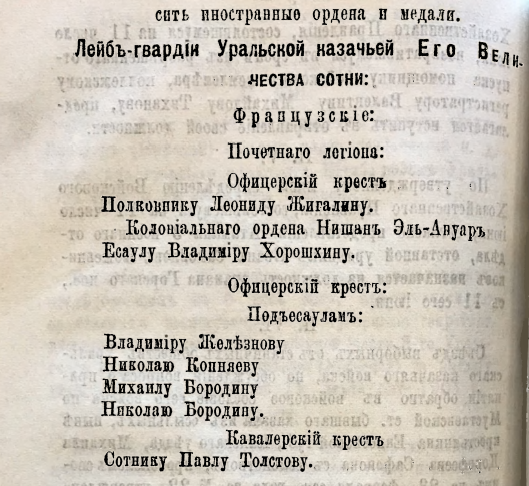 сить иностранные ордена и медали.
Лейбъ-гвардіи Уральской казачьей Его Вели-
чества сотни:
Французскіе:
Почетнаго легіона:
Офицерскій крестъ
Полковнику Леониду Жигалину.
Колоніальнаго ордена Нишанъ Эль-Ануаръ
Есаулу Владиміру Хорошхину.
Офицерскій крестъ:
Подъесауламъ:
Владиміру Желѣзнову
Николаю Копняеву
Михаилу Бородину
Николаю Бородину.
Кавалерскій крестъ
Сотнику Павлу Толстову.